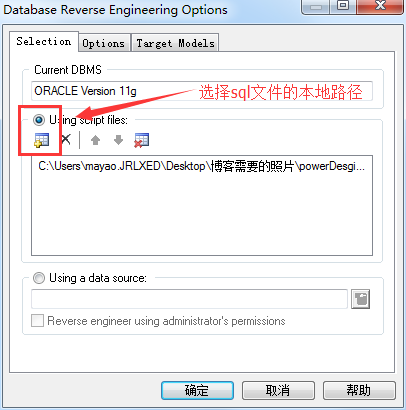 Database Reverse Engineering Options
Selection Options Target Models
Current DBMS
ORACLE Version 11g
选择sql文件的本地路径
Using script files:
C:\Users\mayao.JRLXED\Desktop\博客需要的照片\powerDesgi...
Using a data source:
Reverse engineer using administrator's permissions
确定 取消 帮助